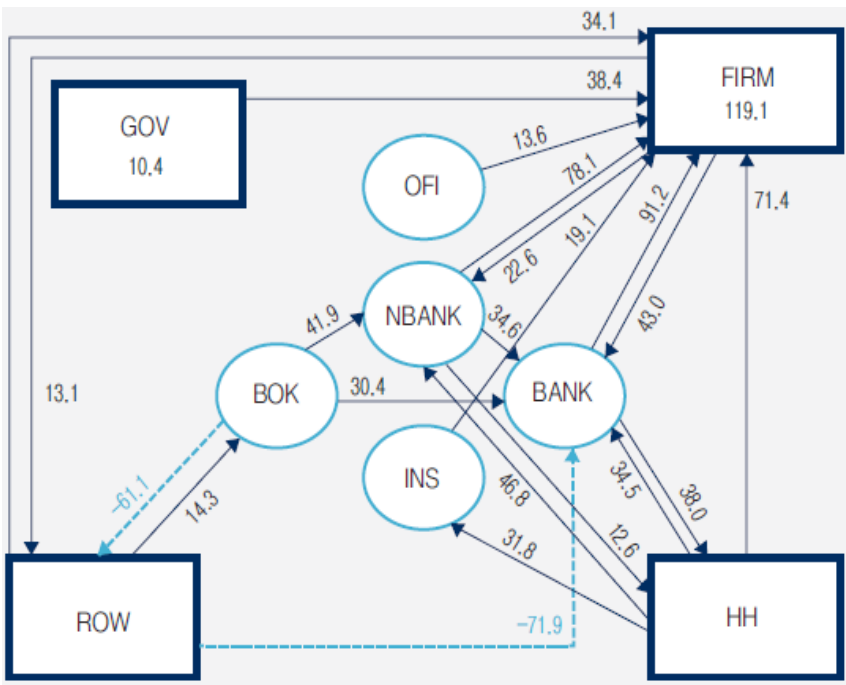 34.1
FIRM
119.1
38.4
GOV
10.4
13.6
OFI
78.1
22.6
19.1
91.2
71.4
43.0
41.9
NBANK
34.6
BOK
30.4
BANK
13.1
-61.1
14.3
INS
46.8
34.5
38.0
31.8
12.6
ROW
-71.9
HH